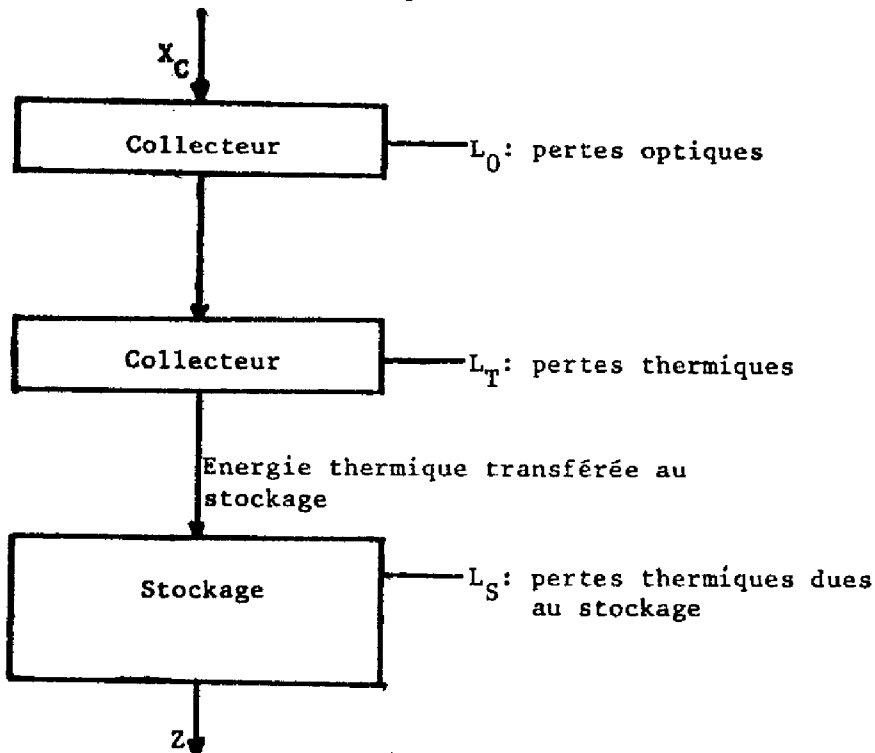 X_C
Collecteur
L_0: pertes optiques
Collecteur
L_T: pertes thermiques
Energie thermique transférée au
stockage
Stockage
L_S: pertes thermiques dues
au stockage
Z